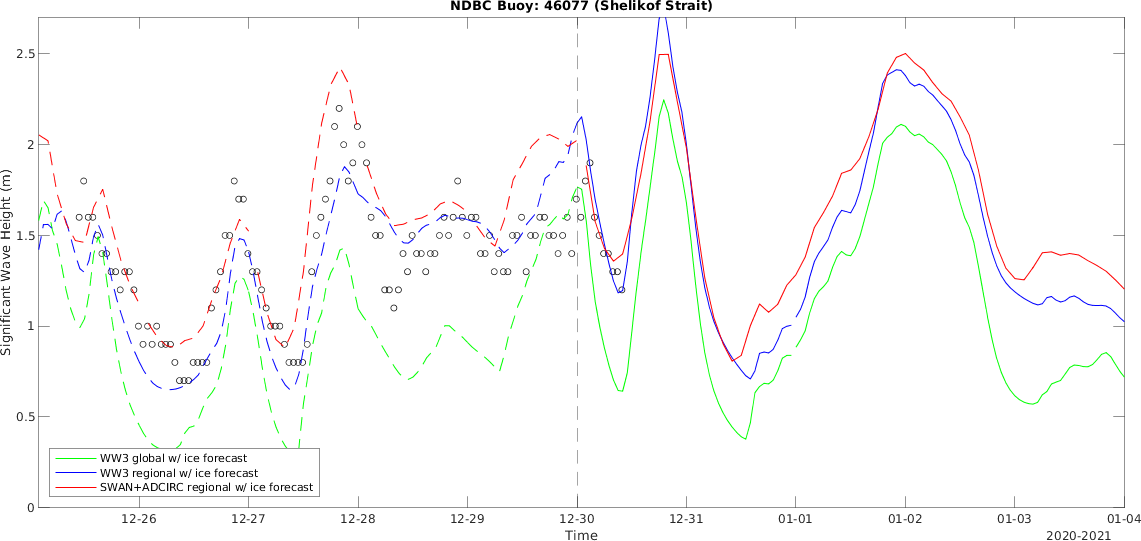 NDBC Buoy: 46077 (Shelikof Strait)
Significant Wave Height (m)
2.5
2
1.5
1
0.5
0
WW3 global w/ ice forecast
WW3 regional w/ ice forecast
SWAN+ADCIRC regional w/ ice forecast
12-26 12-27 12-28 12-29 12-30 12-31 01-01 01-02 01-03 01-04
Time
2020-2021